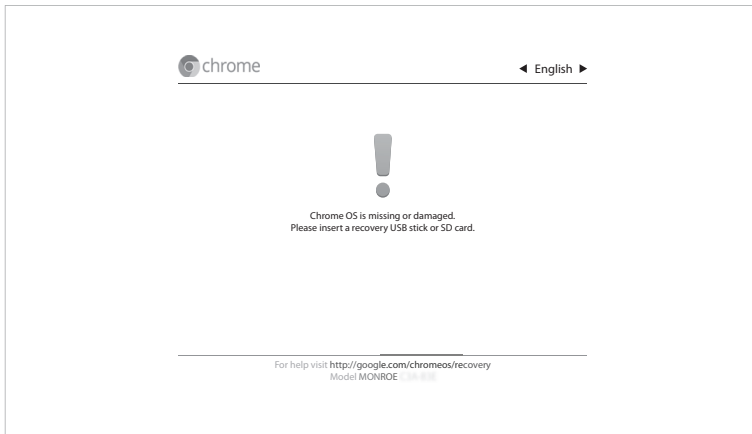 chrome
◄ English ►
Chrome OS is missing or damaged.
Please insert a recovery USB stick or SD card.
For help visit http://google.com/chromeos/recovery
Model MONROE